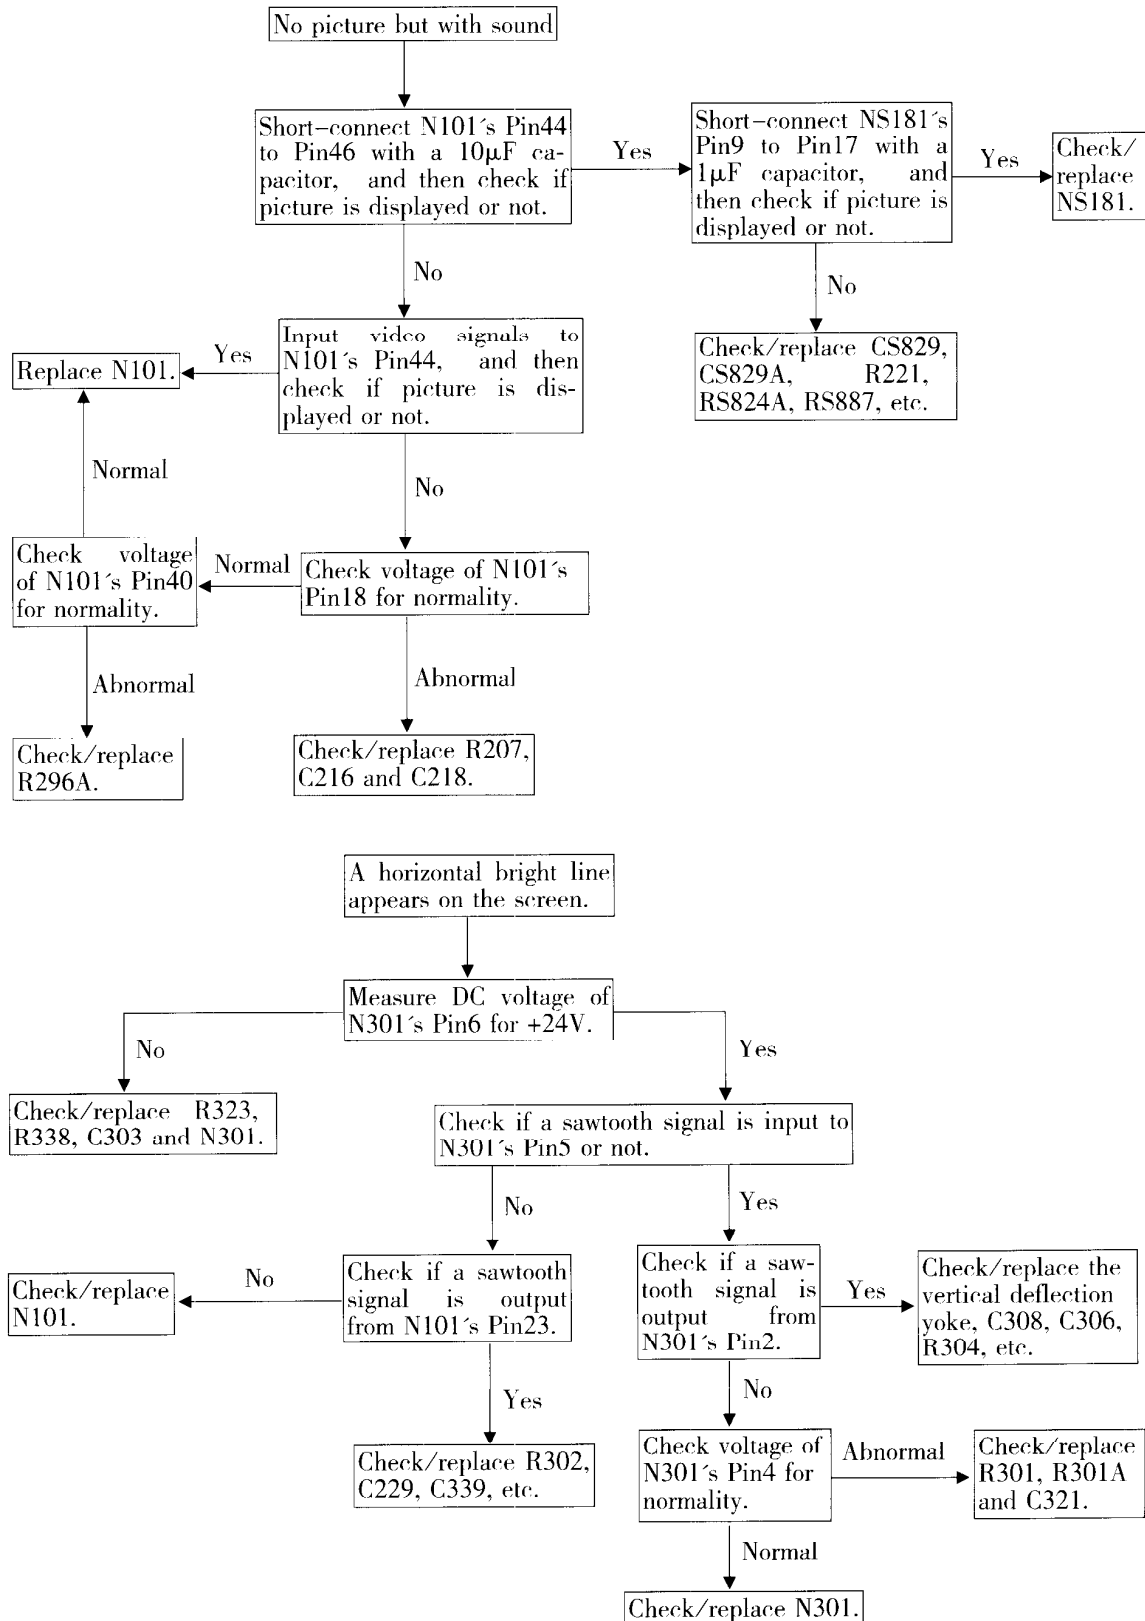 No picture but with sound
Short-connect N101´s Pin44
to Pin46 with a 10μF ca-
pacitor, and then check if
picture is displayed or not.
Yes
Short-connect NS181´s
Pin9 to Pin17 with a
1μF capacitor, and
then check if picture is
displayed or not.
Yes
Check/
replace
NS181.
No
No
Input video signals to
N101´s Pin44, and then
check if picture is dis-
played or not.
Yes
Replace N101.
Check/replace CS829,
CS829A, R221,
RS824A, RS887, etc.
Normal
No
Check voltage
of N101´s Pin40
for normality.
Normal
Check voltage of N101´s
Pin18 for normality.
Abnormal
Abnormal
Check/replace
R296A.
Check/replace R207,
C216 and C218.
A horizontal bright line
appears on the screen.
Measure DC voltage of
N301´s Pin6 for +24V.
No
Yes
Check/replace R323,
R338, C303 and N301.
Check if a sawtooth signal is input to
N301´s Pin5 or not.
No
Yes
Check/replace
N101.
No
Check if a sawtooth
signal is output
from N101´s Pin23.
Check if a saw-
tooth signal is
output from
N301´s Pin2.
Yes
Check/replace the
vertical deflection
yoke, C308, C306,
R304, etc.
Yes
No
Check/replace R302,
C229, C339, etc.
Check voltage of
N301´s Pin4 for
normality.
Abnormal
Check/replace
R301, R301A
and C321.
Normal
Check/replace N301.